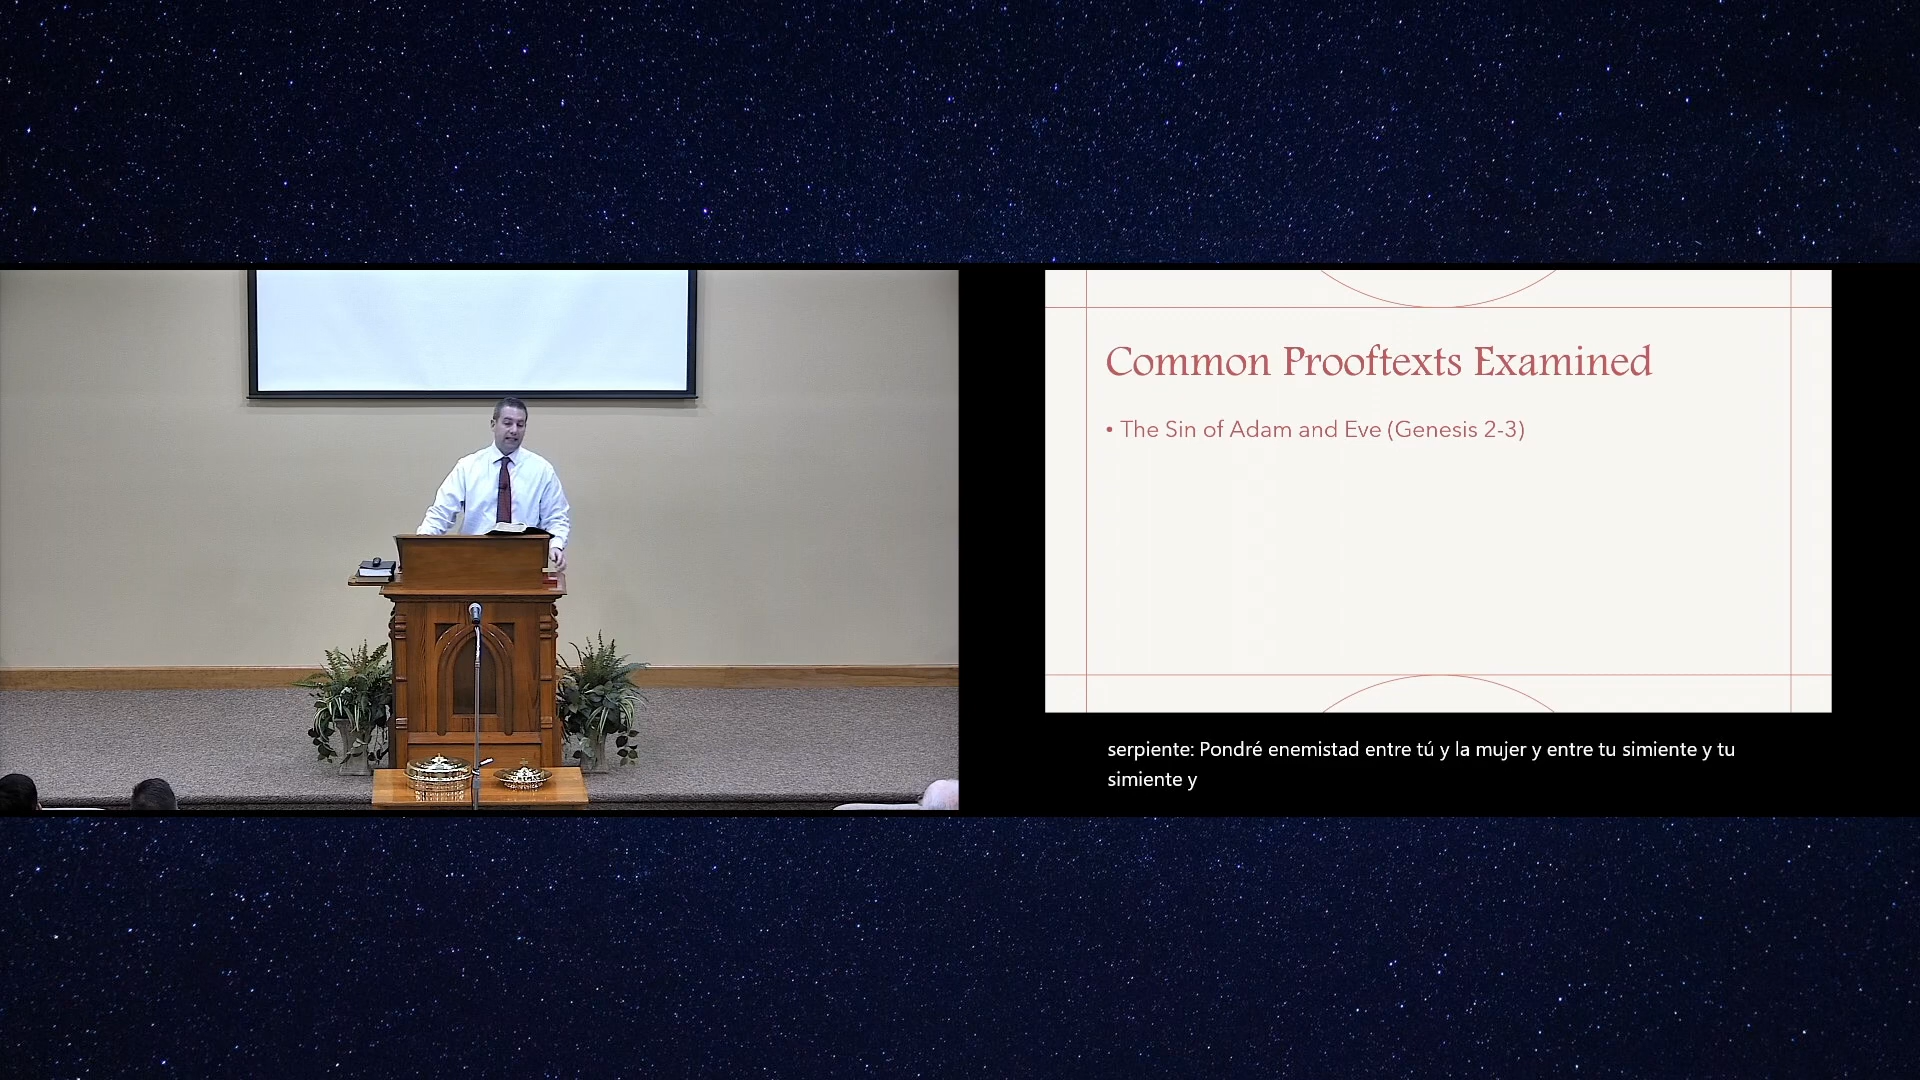 Common Prooftexts Examined
• The Sin of Adam and Eve (Genesis 2-3)
serpiente: Pondré enemistad entre tú y la mujer y entre tu simiente y tu
simiente y